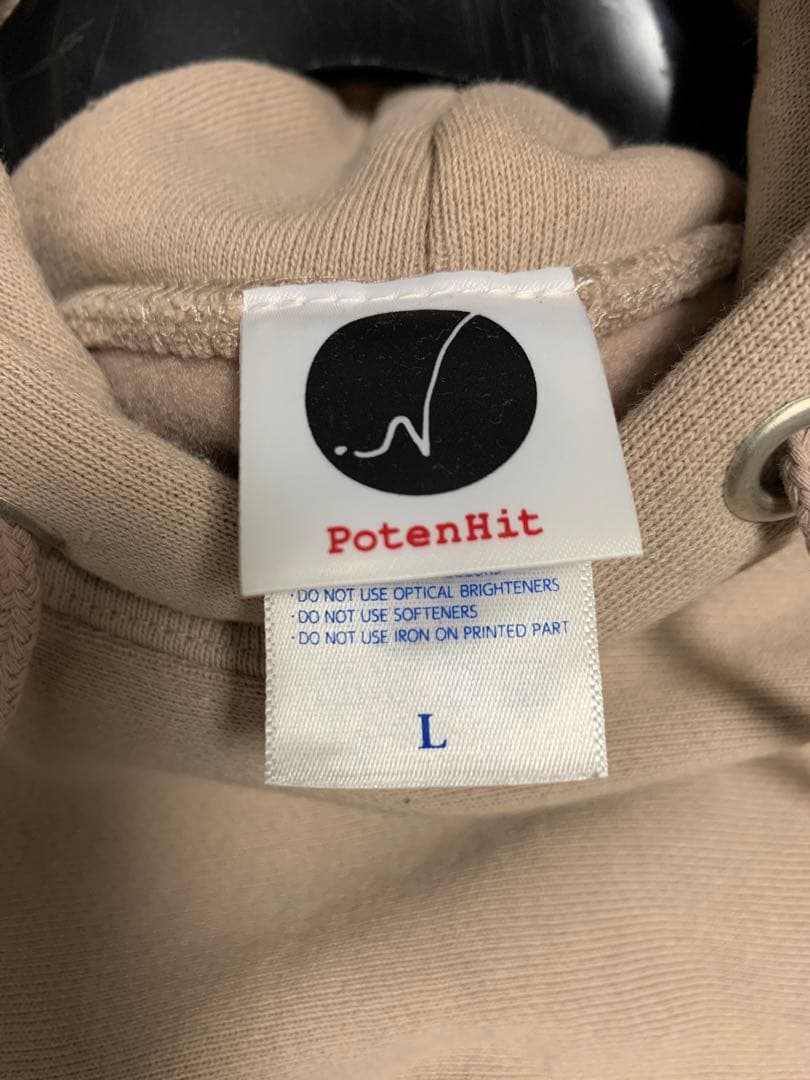 PotenHit
·DO NOT USE OPTICAL BRIGHTENERS
·DO NOT USE SOFTENERS
·DO NOT USE IRON ON PRINTED PART
L